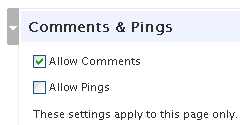 Comments & Pings
Allow Comments
Allow Pings
These settings apply to this page only.